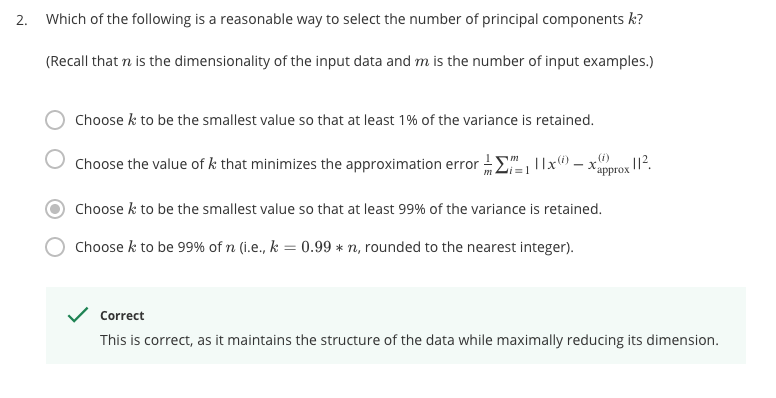 2. Which of the following is a reasonable way to select the number of principal components k?
(Recall that n is the dimensionality of the input data and m is the number of input examples.)
Choose k to be the smallest value so that at least 1% of the variance is retained.
Choose the value of k that minimizes the approximation error \frac{1}{m} \sum_{i=1}^{m} ||x^{(i)} − x_{approx}^{(i)}||^2.
Choose k to be the smallest value so that at least 99% of the variance is retained.
Choose k to be 99% of n (i.e., k = 0.99 ∗ n, rounded to the nearest integer).
Correct
This is correct, as it maintains the structure of the data while maximally reducing its dimension.